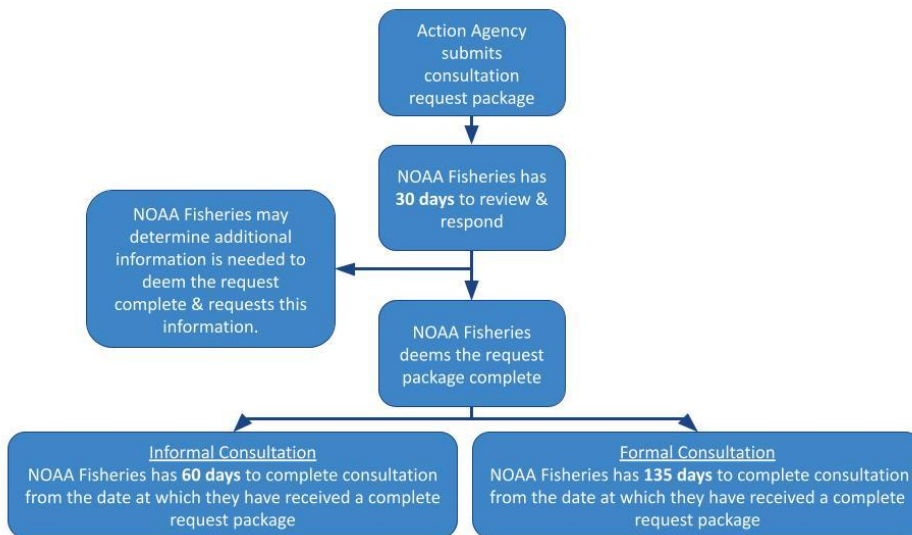 Action Agency
submits
consultation
request package
NOAA Fisheries has
30 days to review &
respond
NOAA Fisheries may
determine additional
information is needed to
deem the request
complete & requests this
information.
NOAA Fisheries
deems the request
package complete
Informal Consultation
NOAA Fisheries has 60 days to complete consultation
from the date at which they have received a complete
request package
Formal Consultation
NOAA Fisheries has 135 days to complete consultation
from the date at which they have received a complete
request package